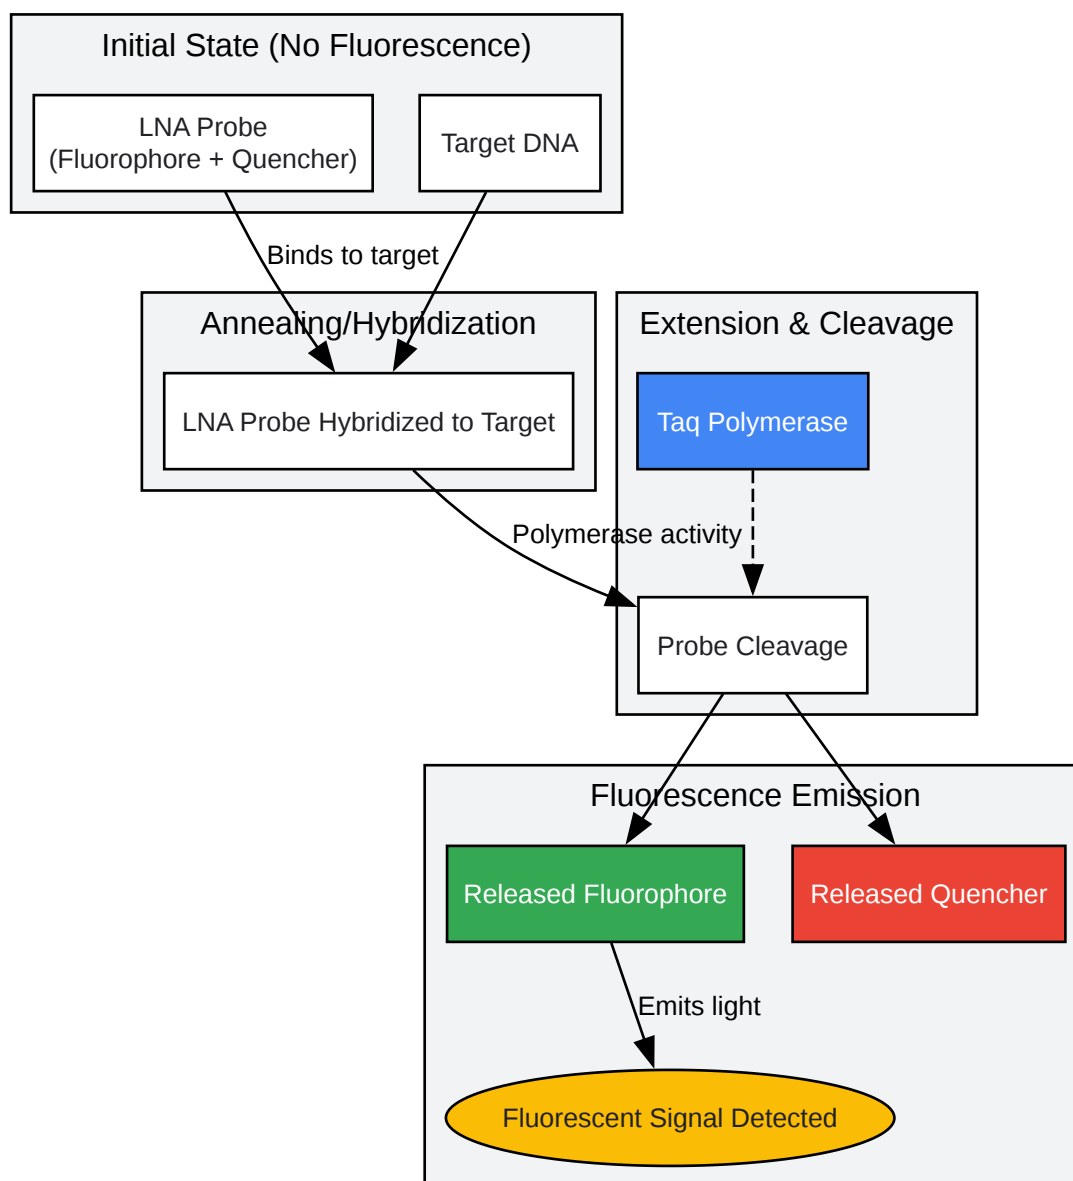 Initial State (No Fluorescence)
LNA Probe
(Fluorophore + Quencher)
Target DNA
Binds to target
Annealing/Hybridization
Extension & Cleavage
LNA Probe Hybridized to Target
Taq Polymerase
Polymerase activity
Probe Cleavage
Fluorescence Emission
Released Fluorophore
Released Quencher
Emits light
Fluorescent Signal Detected